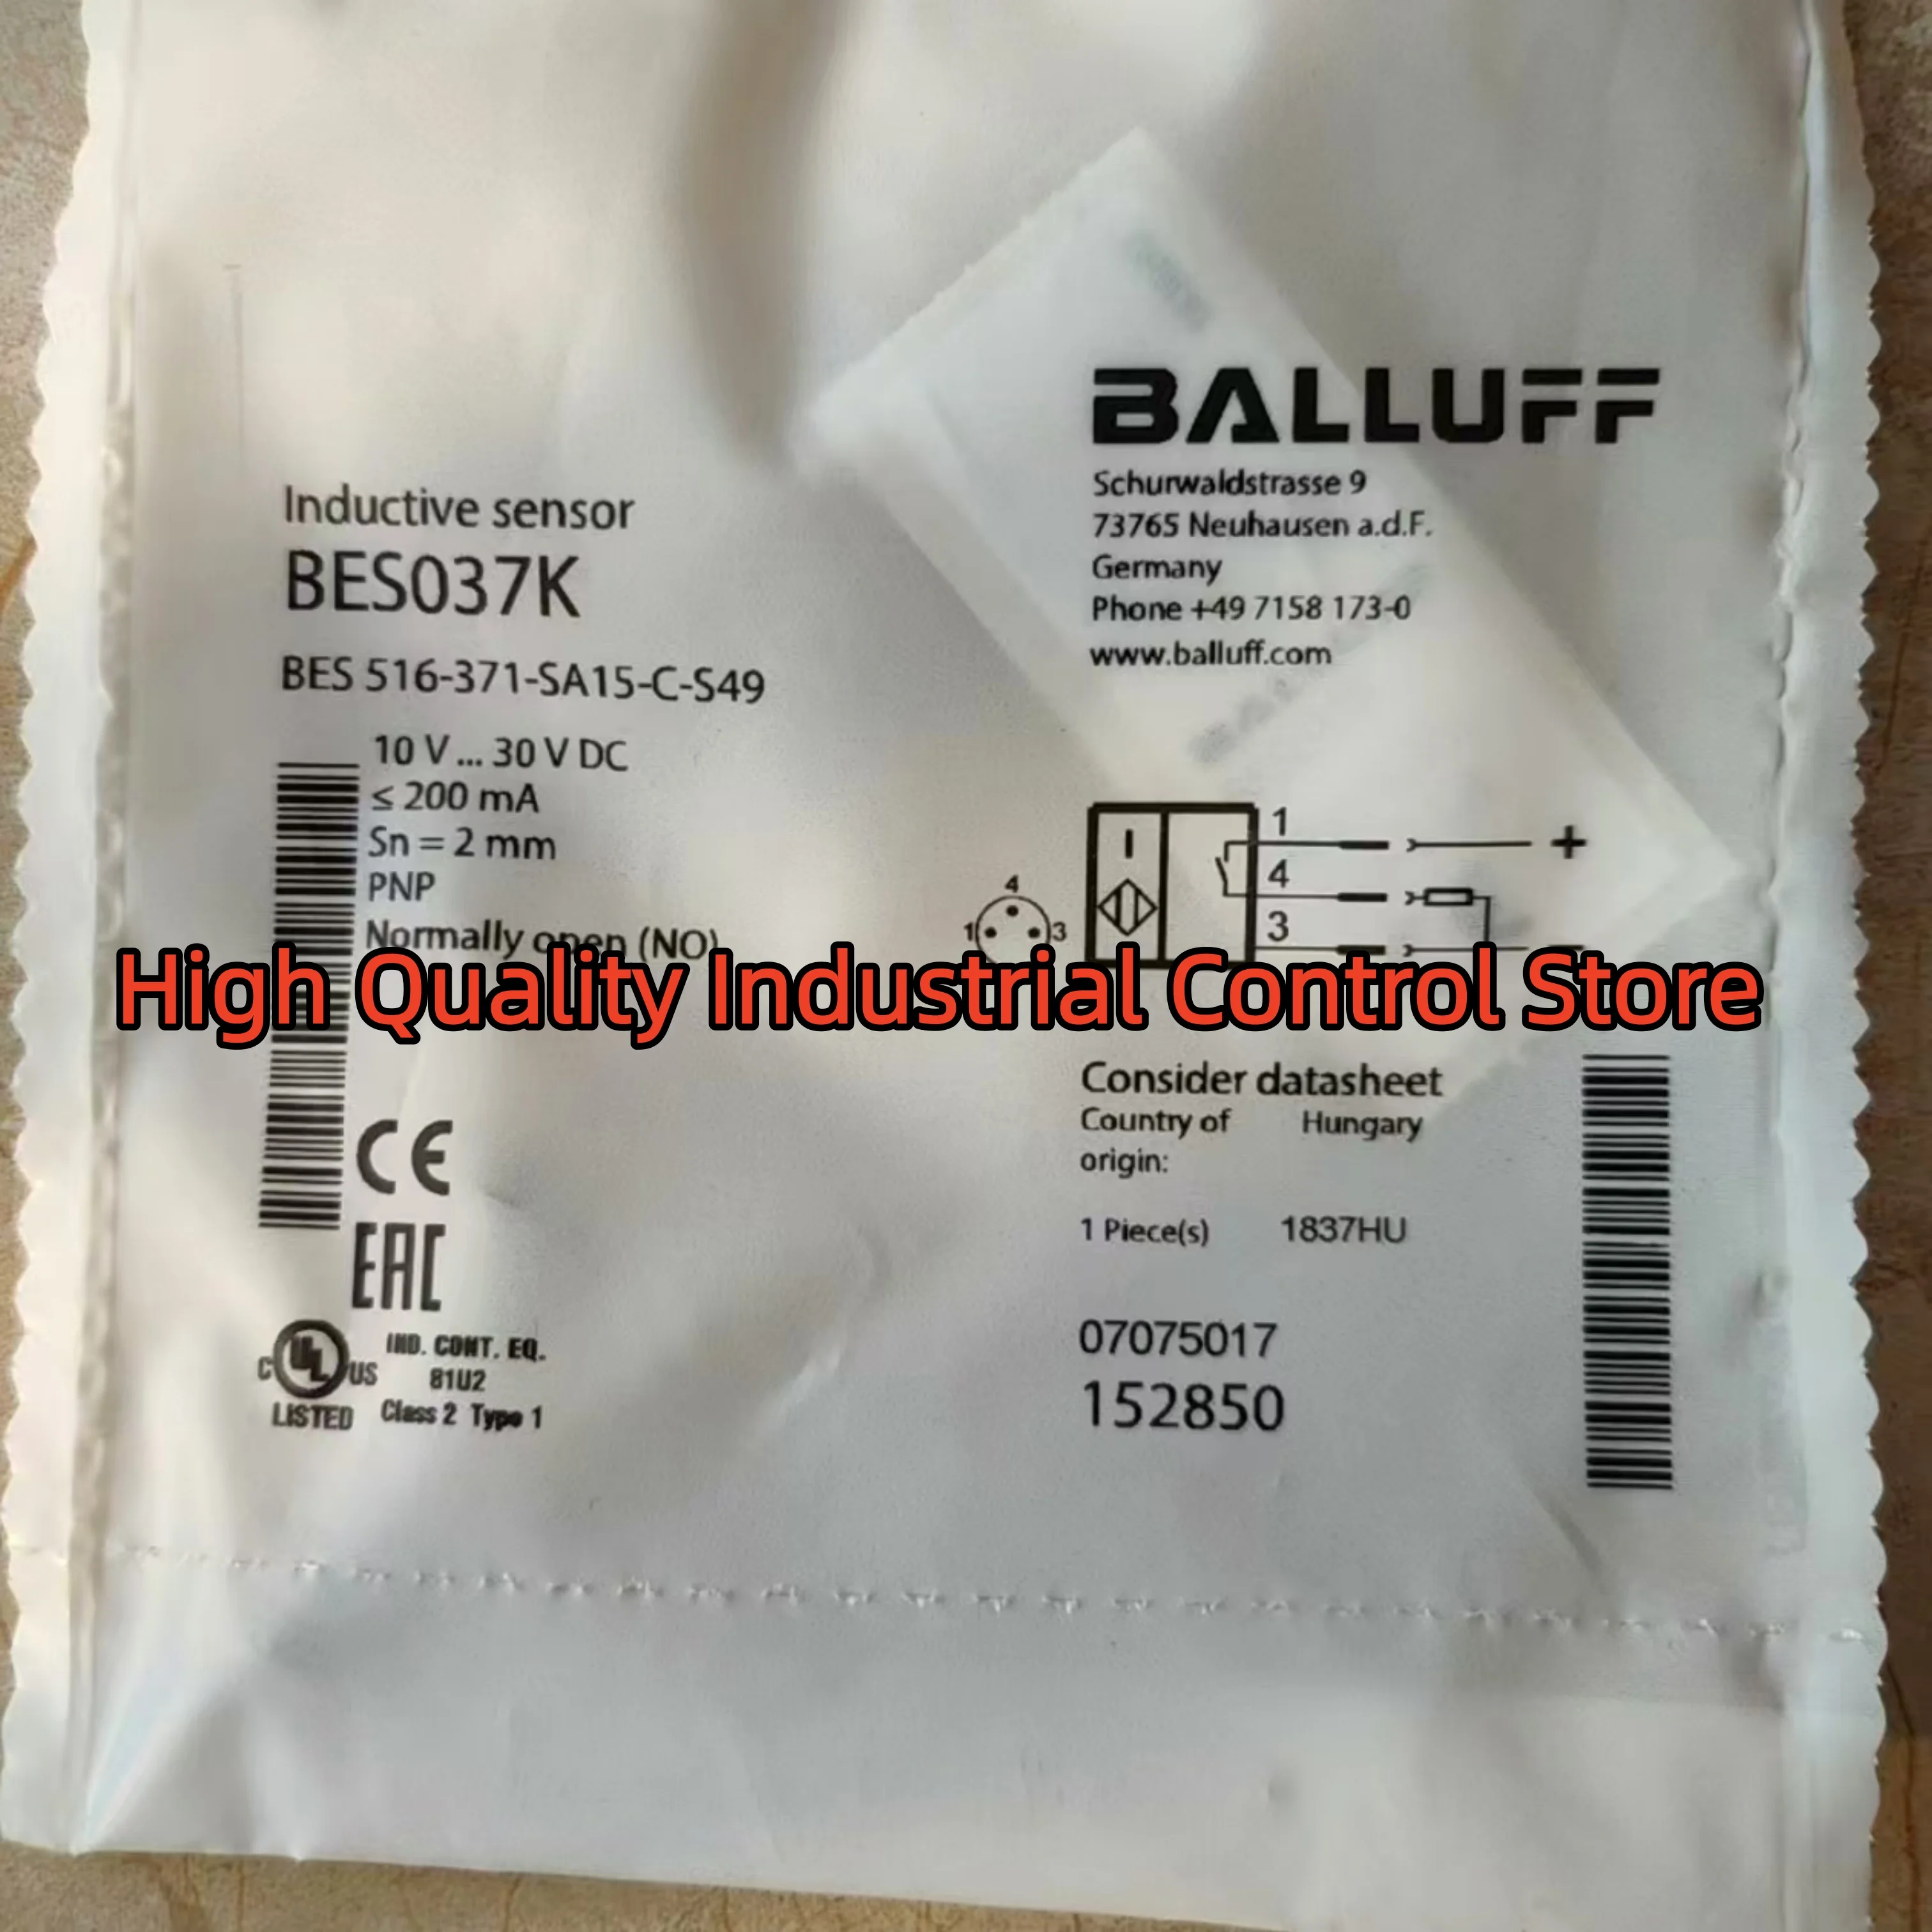 BALLUFF
Schurwaldstrasse 9
73765 Neuhausen a.d.F.
Germany
Phone +49 7158 173-0
www.balluff.com
Inductive sensor
BES037K
BES 516-371-SA15-C-S49
10 V ... 30 V DC
≤ 200 mA
Sn = 2 mm
PNP
Normally open (NO)
4
1 3
1 +
4
3 −
High Quality Industrial Control Store
CE
EAC
C UL US IND. CONT. EQ.
81U2
LISTED Class 2 Type 1
Consider datasheet
Country of Hungary
origin:
1 Piece(s) 1837HU
07075017
152850